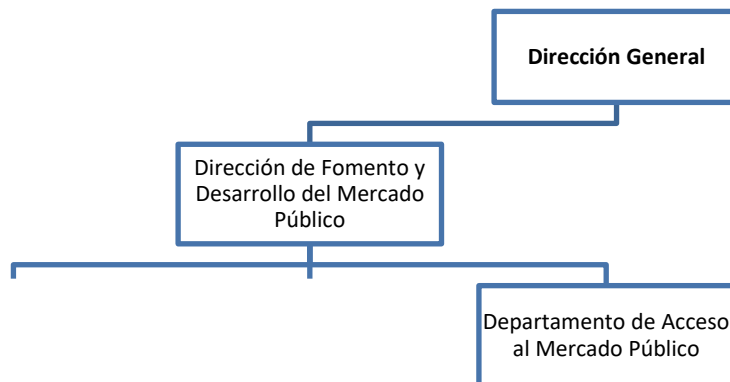 Dirección General
Dirección de Fomento y
Desarrollo del Mercado
Público
Departamento de Acceso
al Mercado Público